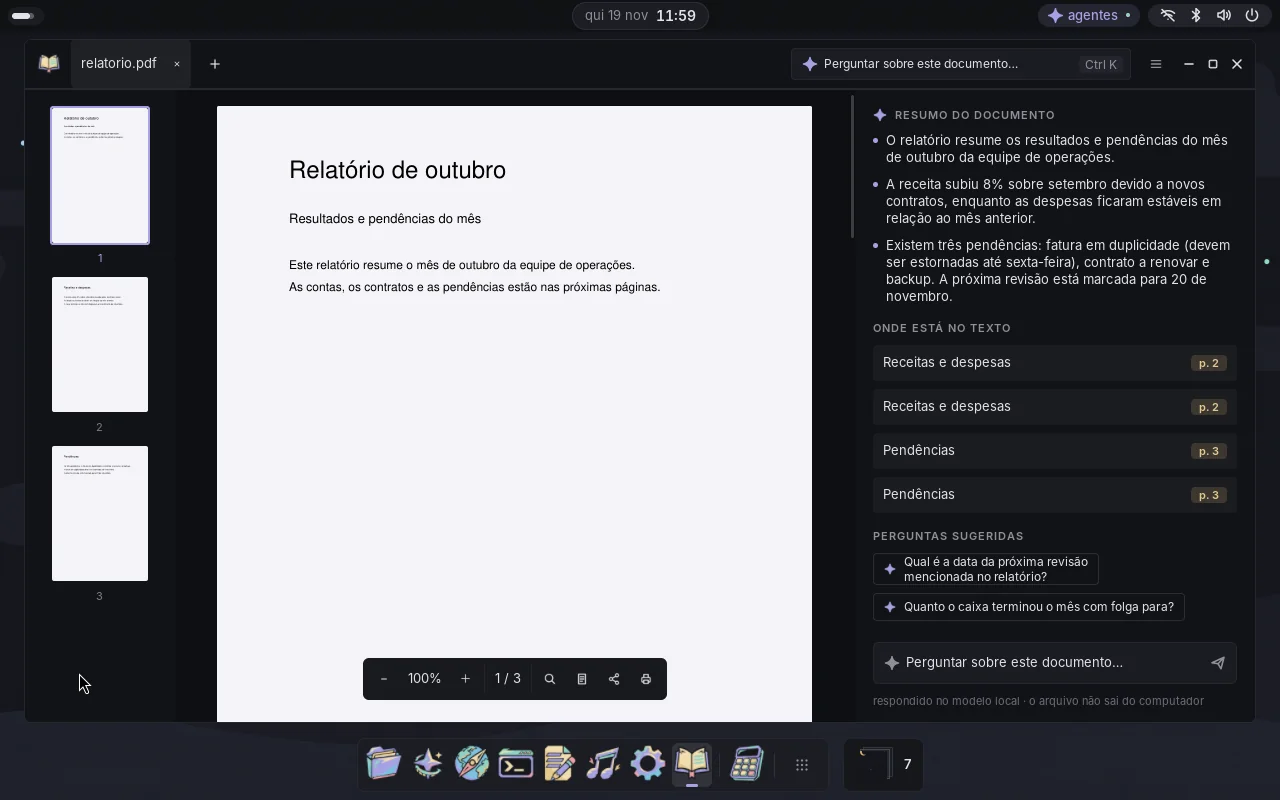 qui 19 nov 11:59
agentes
relatorio.pdf × +
Perguntar sobre este documento... Ctrl K
1
2
3
Relatório de outubro
Resultados e pendências do mês
Este relatório resume o mês de outubro da equipe de operações.
As contas, os contratos e as pendências estão nas próximas páginas.
− 100% + 1 / 3
RESUMO DO DOCUMENTO
O relatório resume os resultados e pendências do mês
de outubro da equipe de operações.
A receita subiu 8% sobre setembro devido a novos
contratos, enquanto as despesas ficaram estáveis em
relação ao mês anterior.
Existem três pendências: fatura em duplicidade (devem
ser estornadas até sexta-feira), contrato a renovar e
backup. A próxima revisão está marcada para 20 de
novembro.
ONDE ESTÁ NO TEXTO
Receitas e despesas p. 2
Receitas e despesas p. 2
Pendências p. 3
Pendências p. 3
PERGUNTAS SUGERIDAS
Qual é a data da próxima revisão
mencionada no relatório?
Quanto o caixa terminou o mês com folga para?
Perguntar sobre este documento...
respondido no modelo local · o arquivo não sai do computador
7